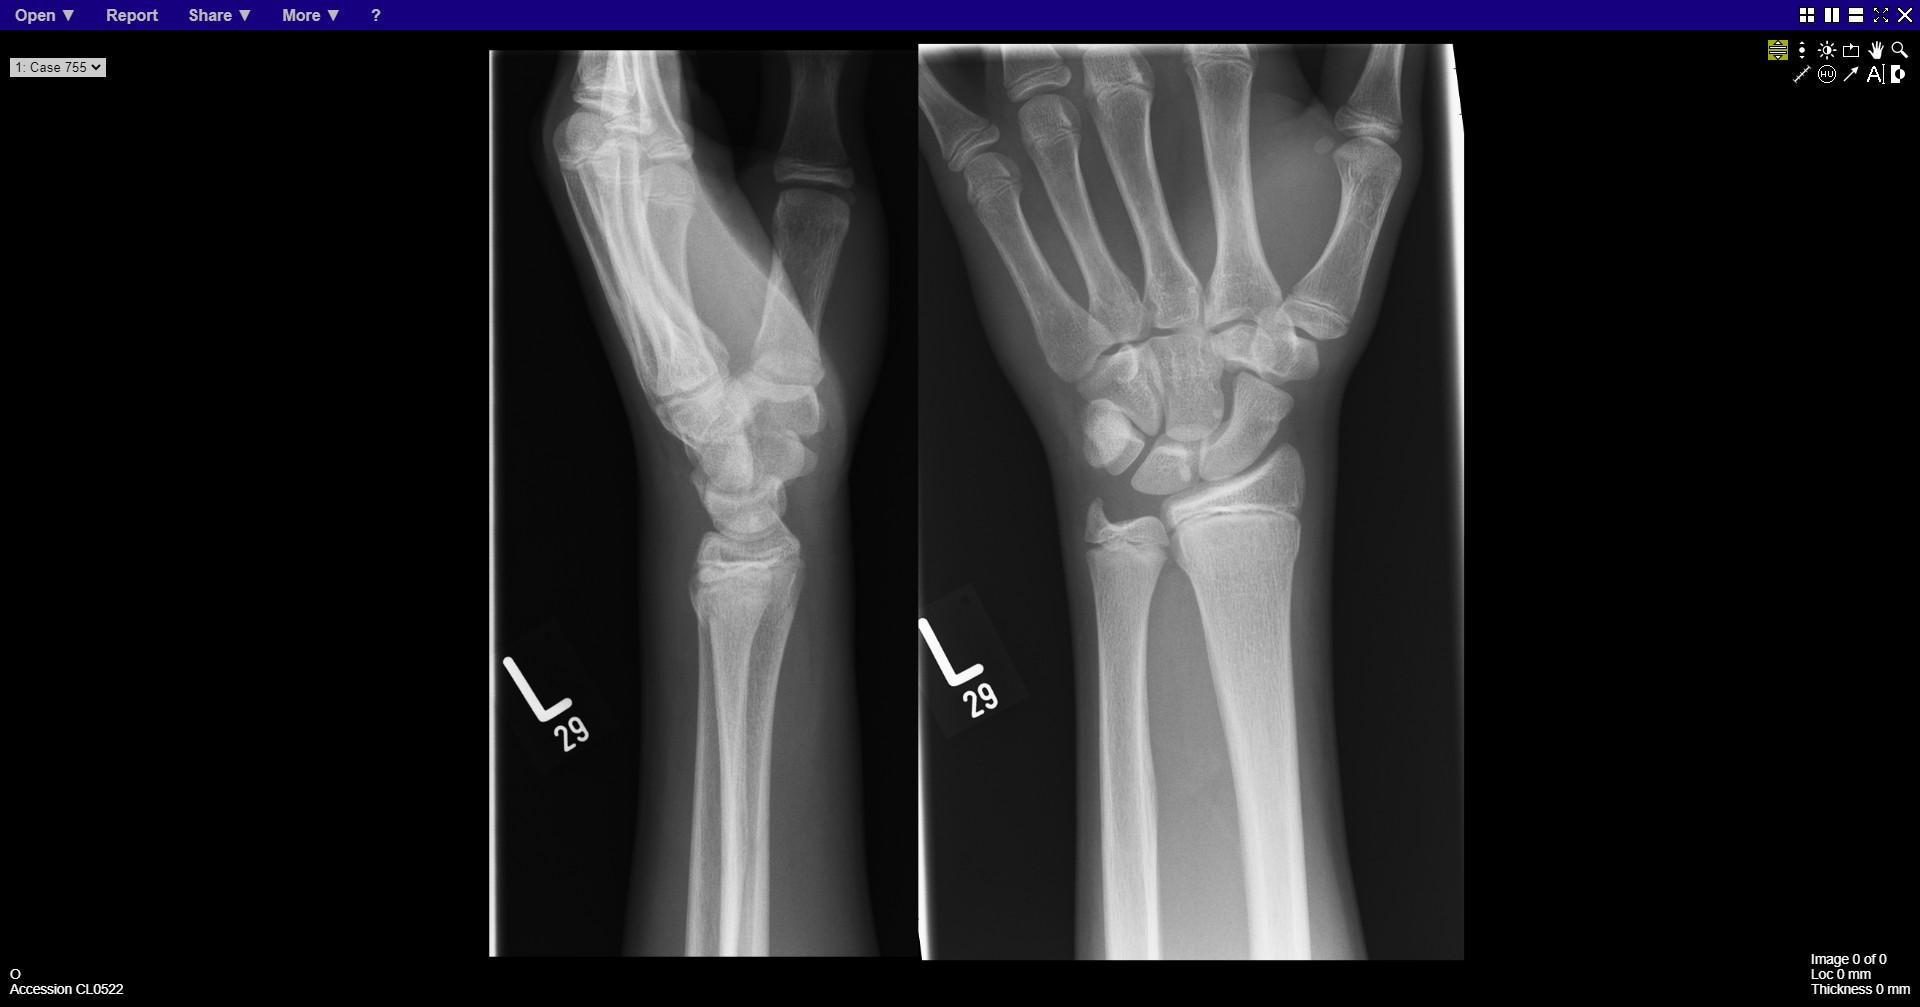 Open ▼ Report Share ▼ More ▼ ?
1: Case 755
HU
A
L
29
L
29
O
Accession CL0522
Image 0 of 0
Loc 0 mm
Thickness 0 mm